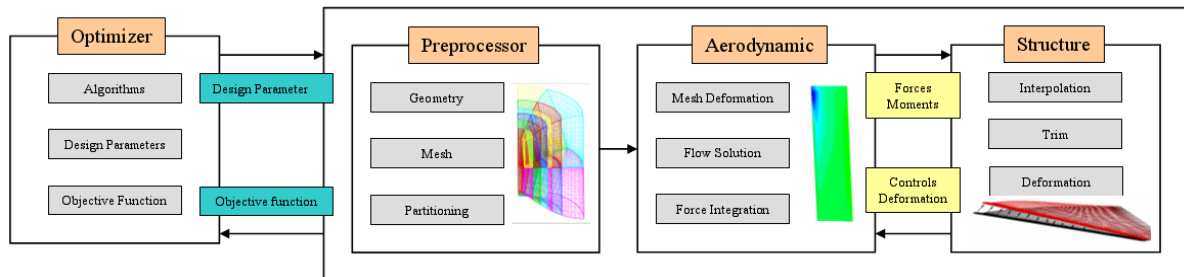 Optimizer
Algorithms
Design Parameters
Objective Function
Design Parameter
Objective function
Preprocessor
Geometry
Mesh
Partitioning
Aerodynamic
Mesh Deformation
Flow Solution
Force Integration
Forces
Moments
Controls
Deformation
Structure
Interpolation
Trim
Deformation